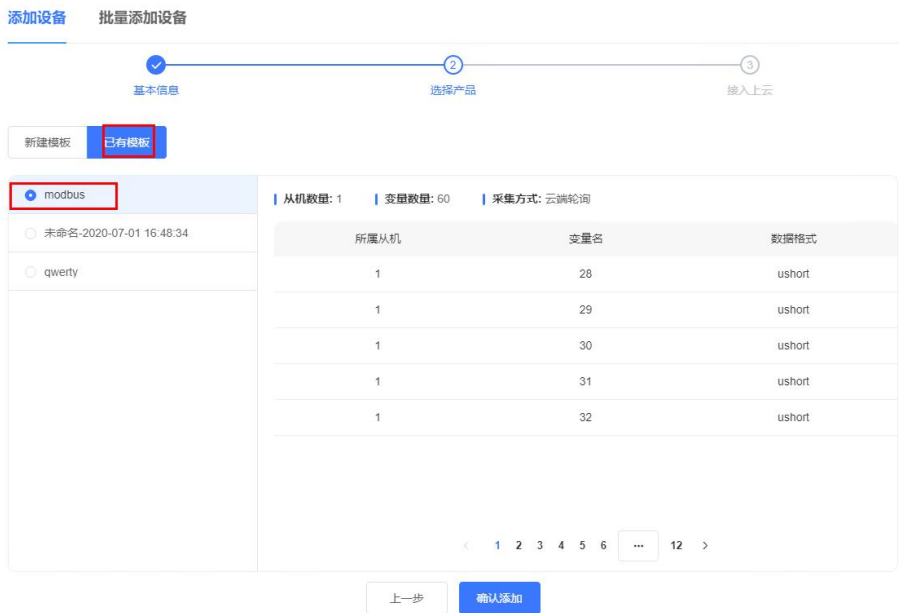 添加设备 批量添加设备
2 3
基本信息 选择产品 接入上云
新建模板 已有模板
modbus
未命名-2020-07-01 16:48:34
qwerty
从机数量: 1 变量数量: 60 采集方式: 云端轮询
所属从机 变量名 数据格式
1 28 ushort
1 29 ushort
1 30 ushort
1 31 ushort
1 32 ushort
< 1 2 3 4 5 6 ... 12 >
上一步 确认添加